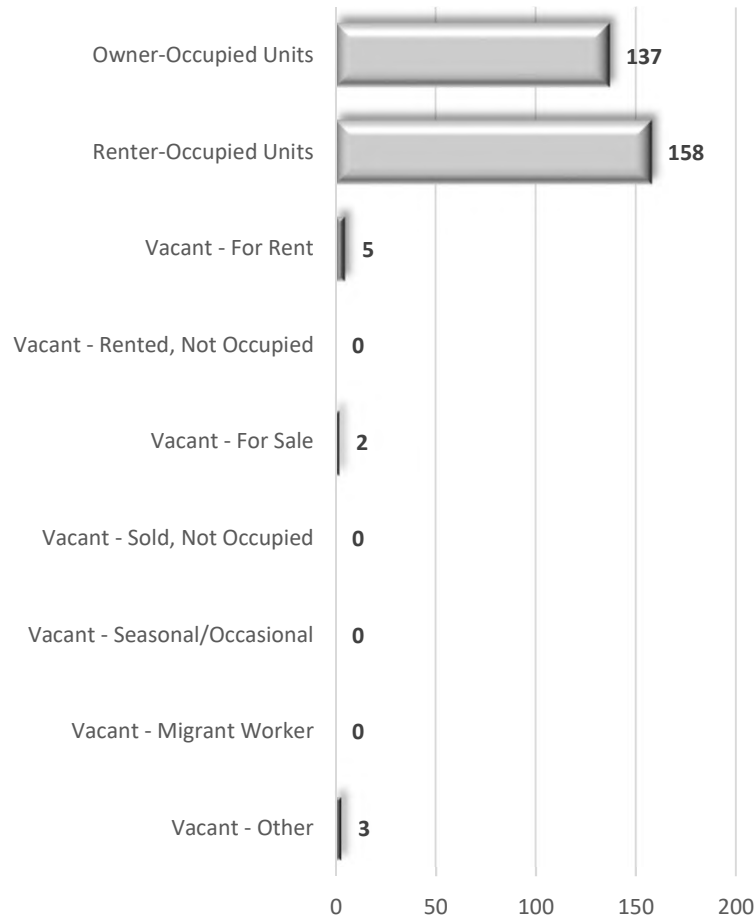 Owner-Occupied Units 137
Renter-Occupied Units 158
Vacant - For Rent 5
Vacant - Rented, Not Occupied 0
Vacant - For Sale 2
Vacant - Sold, Not Occupied 0
Vacant - Seasonal/Occasional 0
Vacant - Migrant Worker 0
Vacant - Other 3
0 50 100 150 200